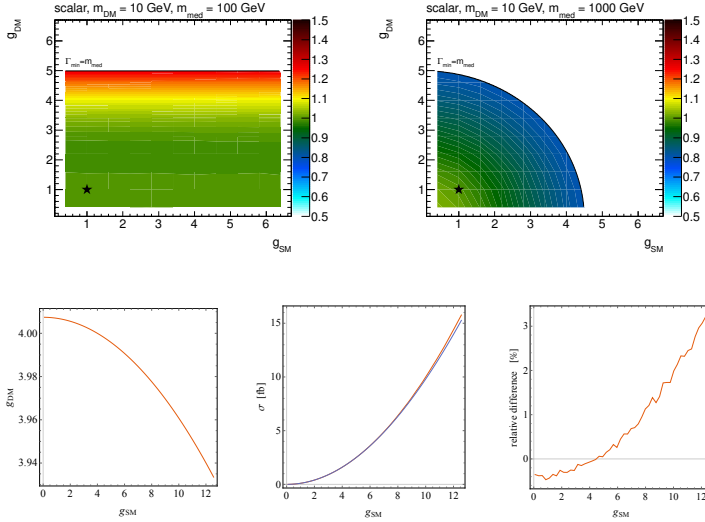 scalar, m_DM = 10 GeV, m_med = 100 GeV
g_DM
6
5
4
3
2
1
Γ_min=m_med
1 2 3 4 5 6
g_SM
1.5
1.4
1.3
1.2
1.1
1
0.9
0.8
0.7
0.6
0.5
scalar, m_DM = 10 GeV, m_med = 1000 GeV
g_DM
6
5
4
3
2
1
Γ_min=m_med
1 2 3 4 5 6
g_SM
1.5
1.4
1.3
1.2
1.1
1
0.9
0.8
0.7
0.6
0.5
g_DM
4.00
3.98
3.96
3.94
0 2 4 6 8 10 12
g_SM
σ [fb]
15
10
5
0
0 2 4 6 8 10 12
g_SM
relative difference [%]
3
2
1
0
0 2 4 6 8 10 12
g_SM